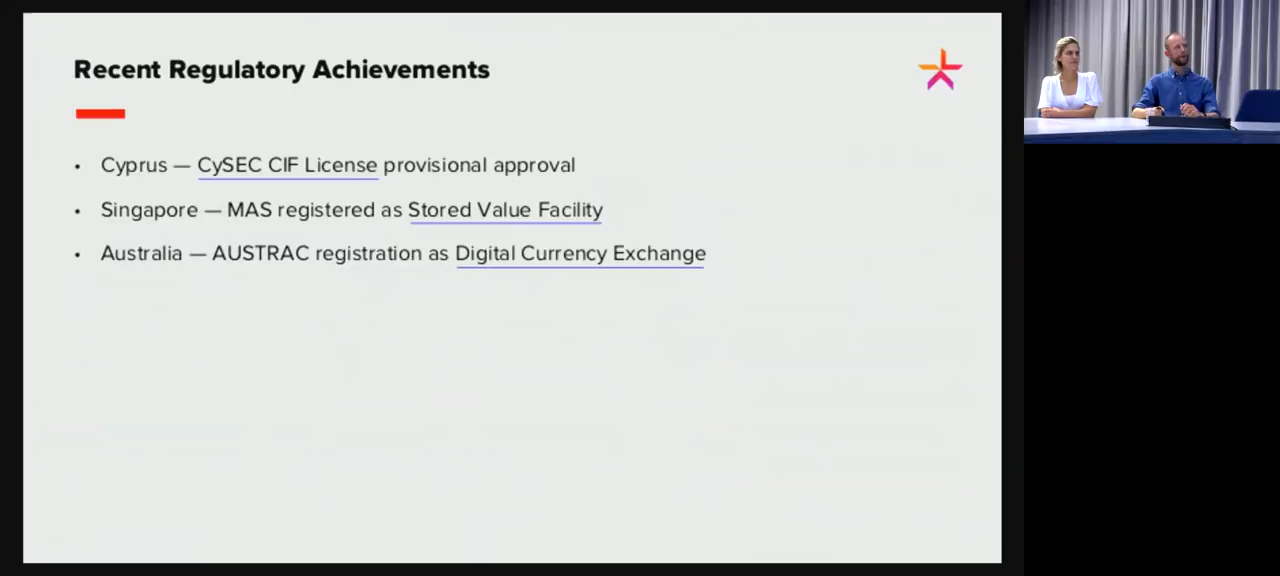 Recent Regulatory Achievements
• Cyprus — CySEC CIF License provisional approval
• Singapore — MAS registered as Stored Value Facility
• Australia — AUSTRAC registration as Digital Currency Exchange